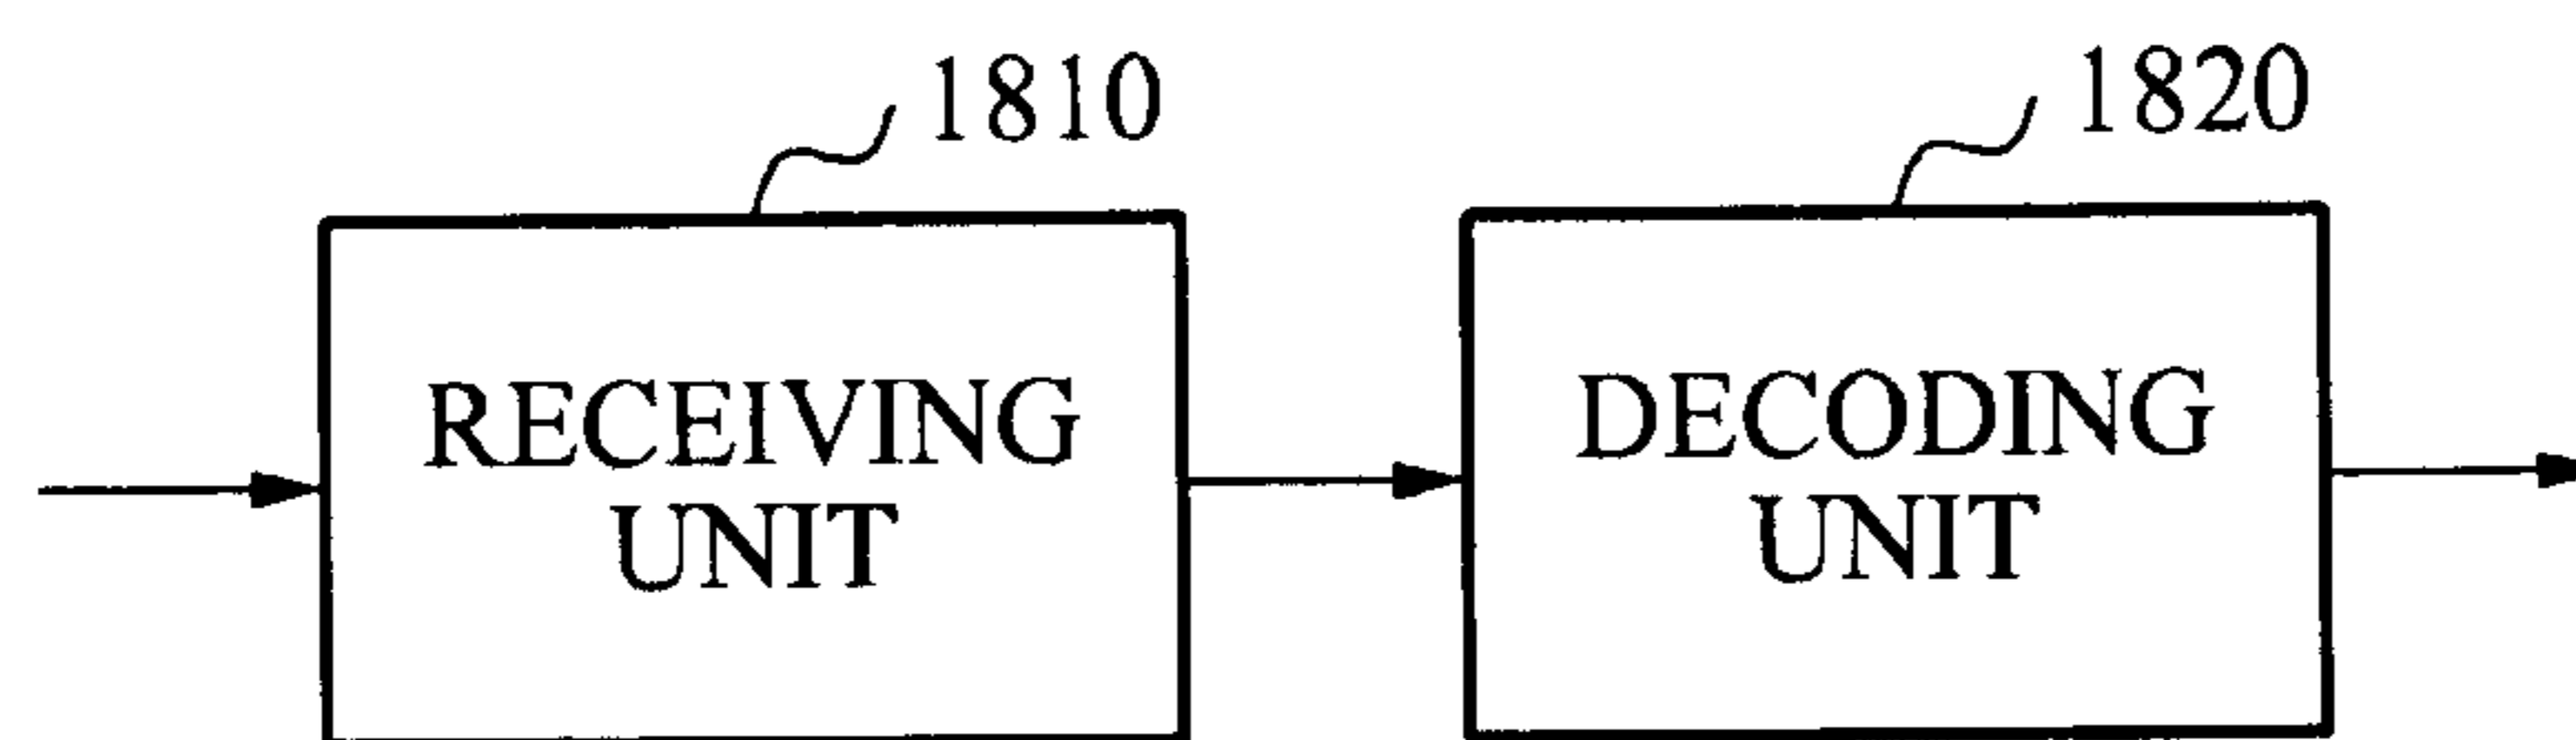 1810
1820
RECEIVING
UNIT
DECODING
UNIT